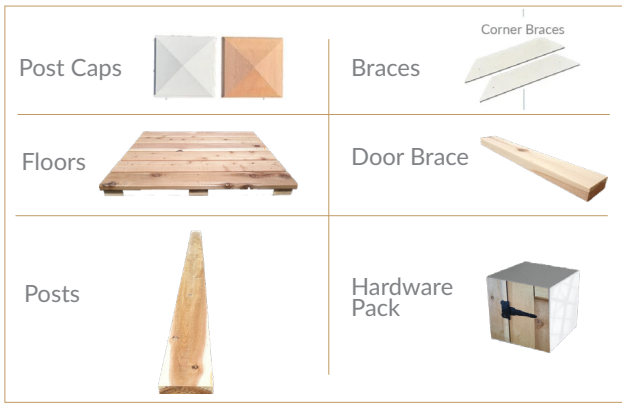 Post Caps
Corner Braces
Braces
Floors
Door Brace
Posts
Hardware
Pack